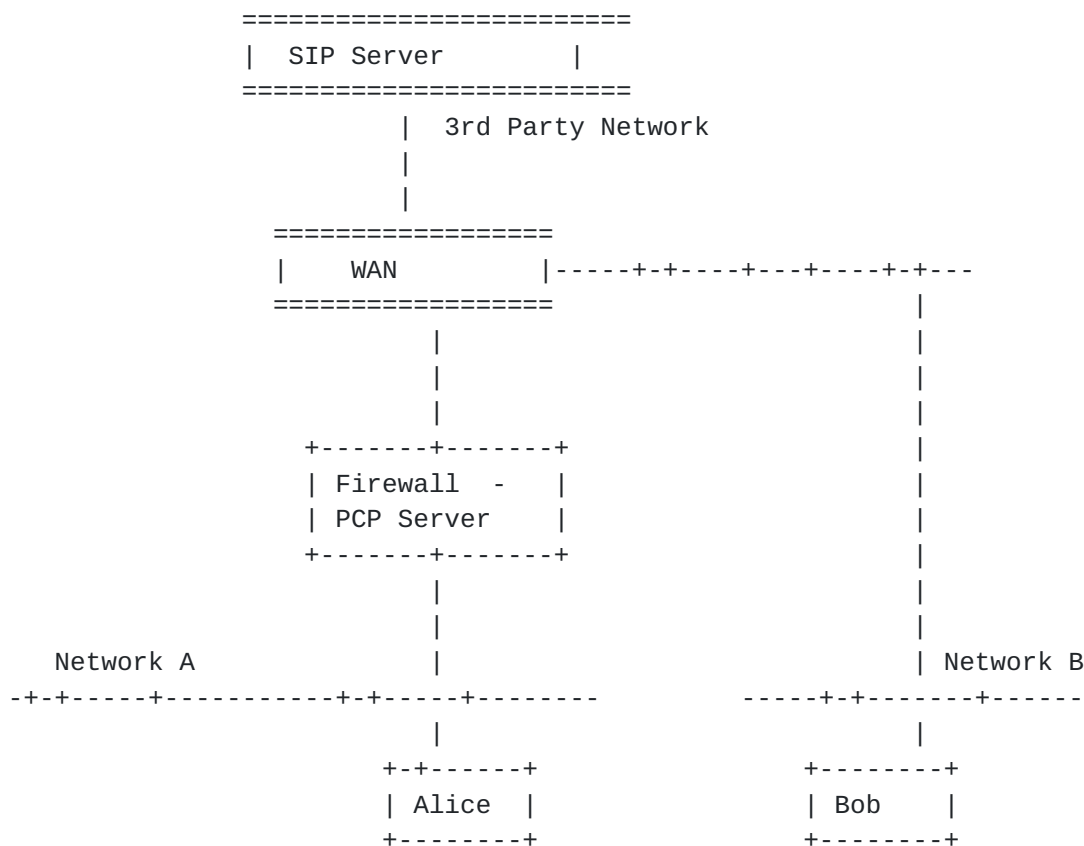 SIP Server
3rd Party Network
WAN
Firewall -
PCP Server
Network A
Network B
Alice
Bob